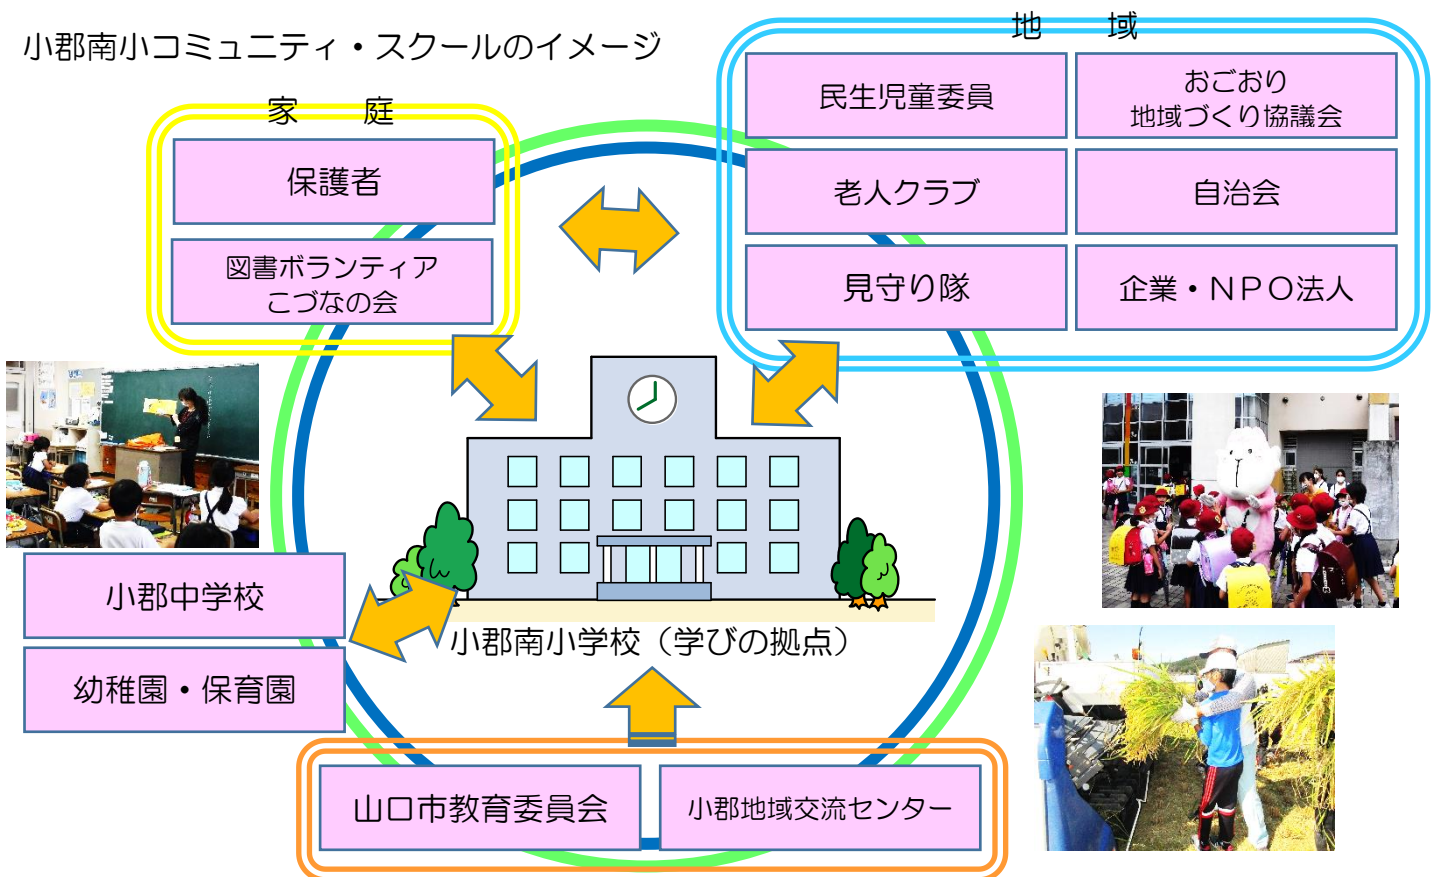 小郡南小コミュニティ・スクールのイメージ
家　庭
保護者
図書ボランティア
こづなの会
地　域
民生児童委員
おごおり
地域づくり協議会
老人クラブ
自治会
見守り隊
企業・ＮＰＯ法人
小郡中学校
幼稚園・保育園
小郡南小学校（学びの拠点）
山口市教育委員会
小郡地域交流センター